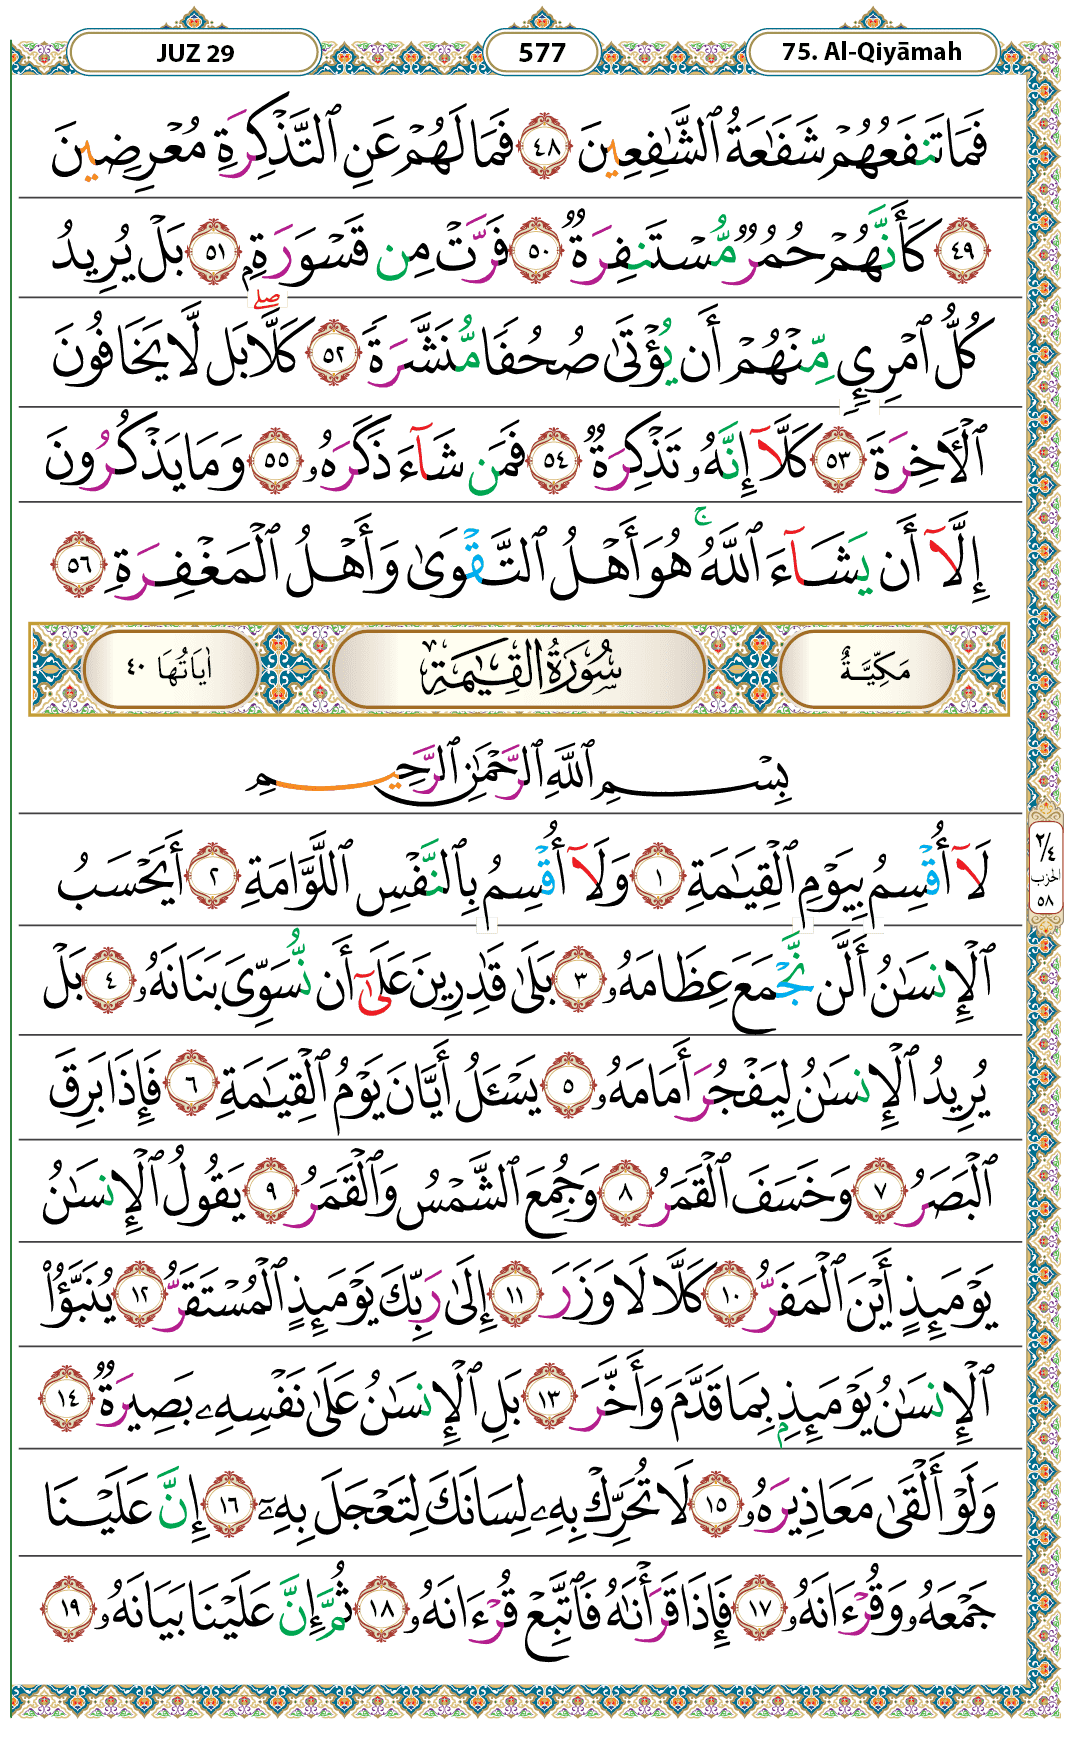 JUZ 29
577
75. Al-Qiyāmah
فَمَا تَنفَعُهُمْ شَفَٰعَةُ ٱلشَّٰفِعِينَ ٤٨ فَمَا لَهُمْ عَنِ ٱلتَّذْكِرَةِ مُعْرِضِينَ
٤٩ كَأَنَّهُمْ حُمُرٌ مُّسْتَنفِرَةٌ ٥٠ فَرَّتْ مِن قَسْوَرَةٍۭ ٥١ بَلْ يُرِيدُ
كُلُّ ٱمْرِئٍ مِّنْهُمْ أَن يُؤْتَىٰ صُحُفًا مُّنَشَّرَةً ٥٢ كَلَّاۖ بَل لَّا يَخَافُونَ
ٱلْءَاخِرَةَ ٥٣ كَلَّآ إِنَّهُۥ تَذْكِرَةٌ ٥٤ فَمَن شَآءَ ذَكَرَهُۥ ٥٥ وَمَا يَذْكُرُونَ
إِلَّآ أَن يَشَآءَ ٱللَّهُۚ هُوَ أَهْلُ ٱلتَّقْوَىٰ وَأَهْلُ ٱلْمَغْفِرَةِ ٥٦
مَكِّيَّةٌ سُورَةُ الْقِيَٰمَةِ اٰيَاتُهَا ٤٠
بِسْمِ ٱللَّهِ ٱلرَّحْمَٰنِ ٱلرَّحِيمِ
لَآ أُقْسِمُ بِيَوْمِ ٱلْقِيَٰمَةِ ١ وَلَآ أُقْسِمُ بِٱلنَّفْسِ ٱللَّوَّامَةِ ٢ أَيَحْسَبُ
ٱلْإِنسَٰنُ أَلَّن نَّجْمَعَ عِظَامَهُۥ ٣ بَلَىٰ قَٰدِرِينَ عَلَىٰٓ أَن نُّسَوِّىَ بَنَانَهُۥ ٤ بَلْ
يُرِيدُ ٱلْإِنسَٰنُ لِيَفْجُرَ أَمَامَهُۥ ٥ يَسْـَٔلُ أَيَّانَ يَوْمُ ٱلْقِيَٰمَةِ ٦ فَإِذَا بَرِقَ
ٱلْبَصَرُ ٧ وَخَسَفَ ٱلْقَمَرُ ٨ وَجُمِعَ ٱلشَّمْسُ وَٱلْقَمَرُ ٩ يَقُولُ ٱلْإِنسَٰنُ
يَوْمَئِذٍ أَيْنَ ٱلْمَفَرُّ ١٠ كَلَّا لَا وَزَرَ ١١ إِلَىٰ رَبِّكَ يَوْمَئِذٍ ٱلْمُسْتَقَرُّ ١٢ يُنَبَّؤُا۟
ٱلْإِنسَٰنُ يَوْمَئِذٍۭ بِمَا قَدَّمَ وَأَخَّرَ ١٣ بَلِ ٱلْإِنسَٰنُ عَلَىٰ نَفْسِهِۦ بَصِيرَةٌ ١٤
وَلَوْ أَلْقَىٰ مَعَاذِيرَهُۥ ١٥ لَا تُحَرِّكْ بِهِۦ لِسَانَكَ لِتَعْجَلَ بِهِۦٓ ١٦ إِنَّ عَلَيْنَا
جَمْعَهُۥ وَقُرْءَانَهُۥ ١٧ فَإِذَا قَرَأْنَٰهُ فَٱتَّبِعْ قُرْءَانَهُۥ ١٨ ثُمَّ إِنَّ عَلَيْنَا بَيَانَهُۥ ١٩
٢/٤
الحزب
٥٨